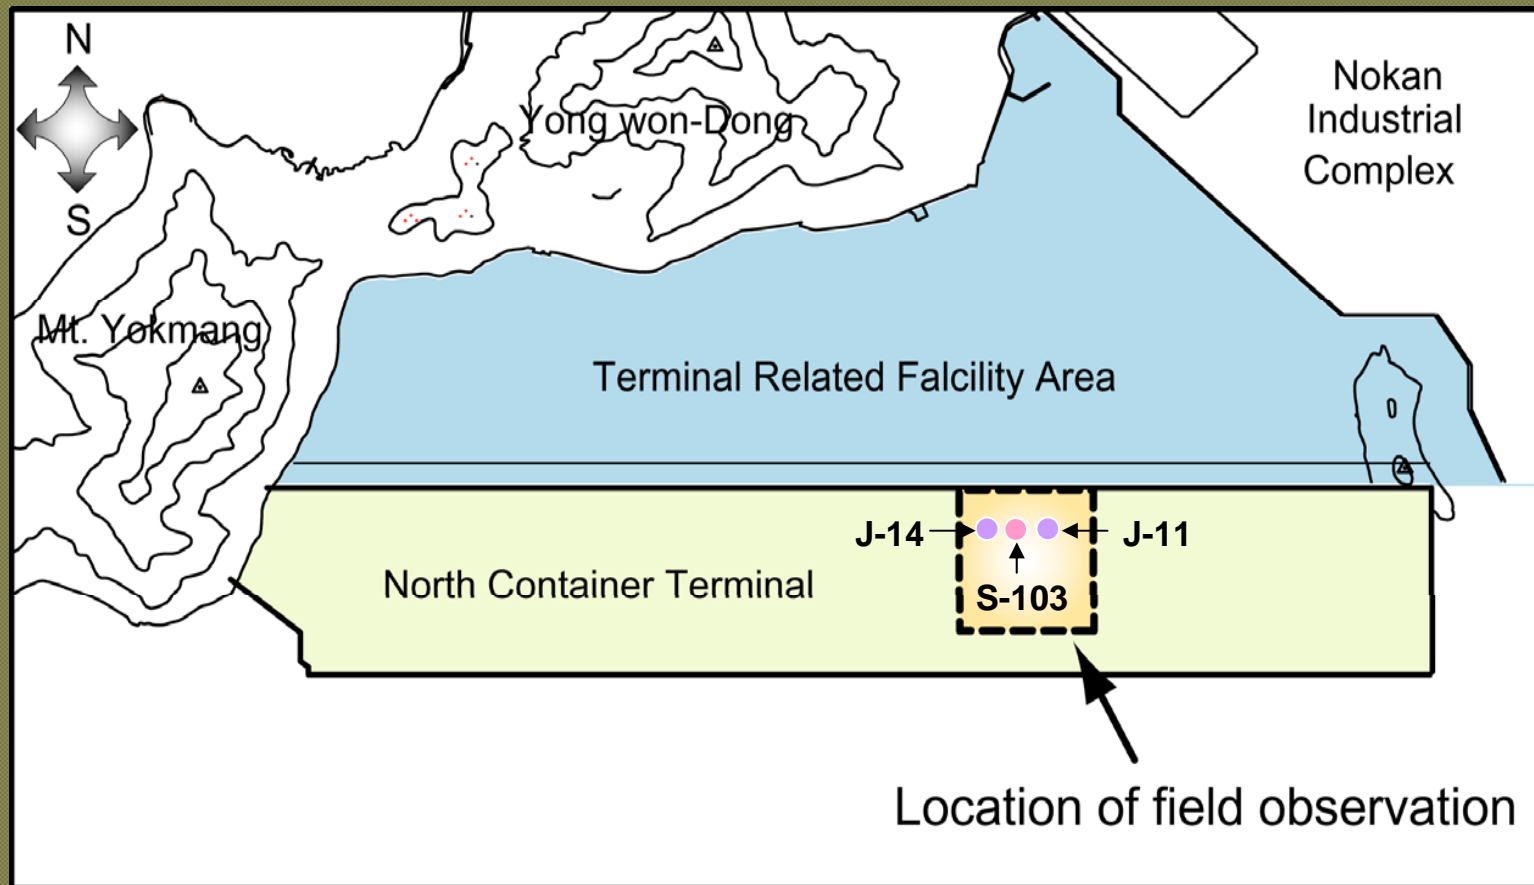 N
S
Yong won-Dong
Nokan
Industrial
Complex
Mt. Yokmang
Terminal Related Falcility Area
J-14
J-11
S-103
North Container Terminal
Location of field observation